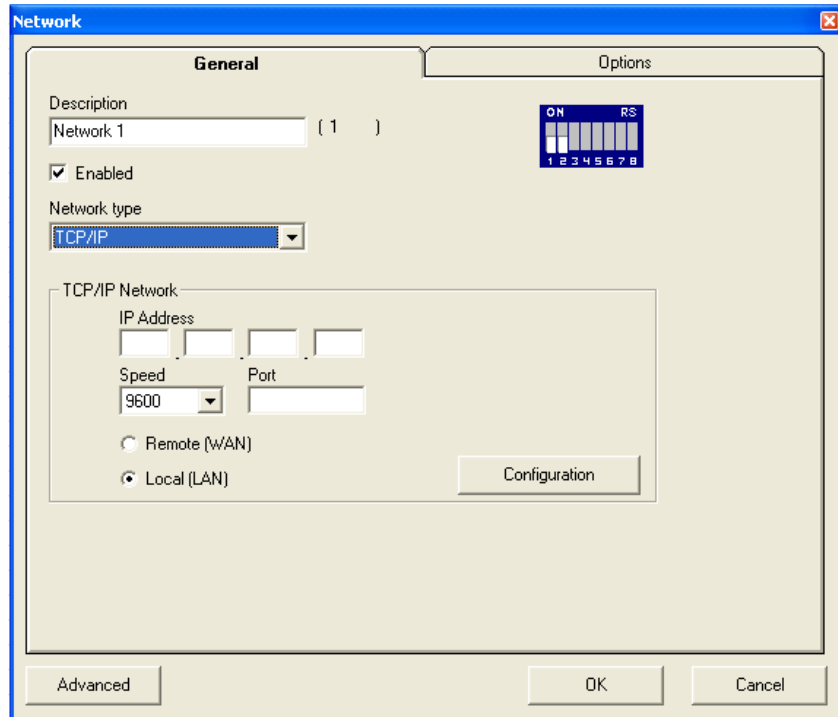 Network
General
Options
Description
Network 1
( 1 )
ON RS
1 2 3 4 5 6 7 8
Enabled
Network type
TCP/IP
TCP/IP Network
IP Address
. . .
Speed Port
9600
Remote (WAN)
Local (LAN)
Configuration
Advanced
OK
Cancel